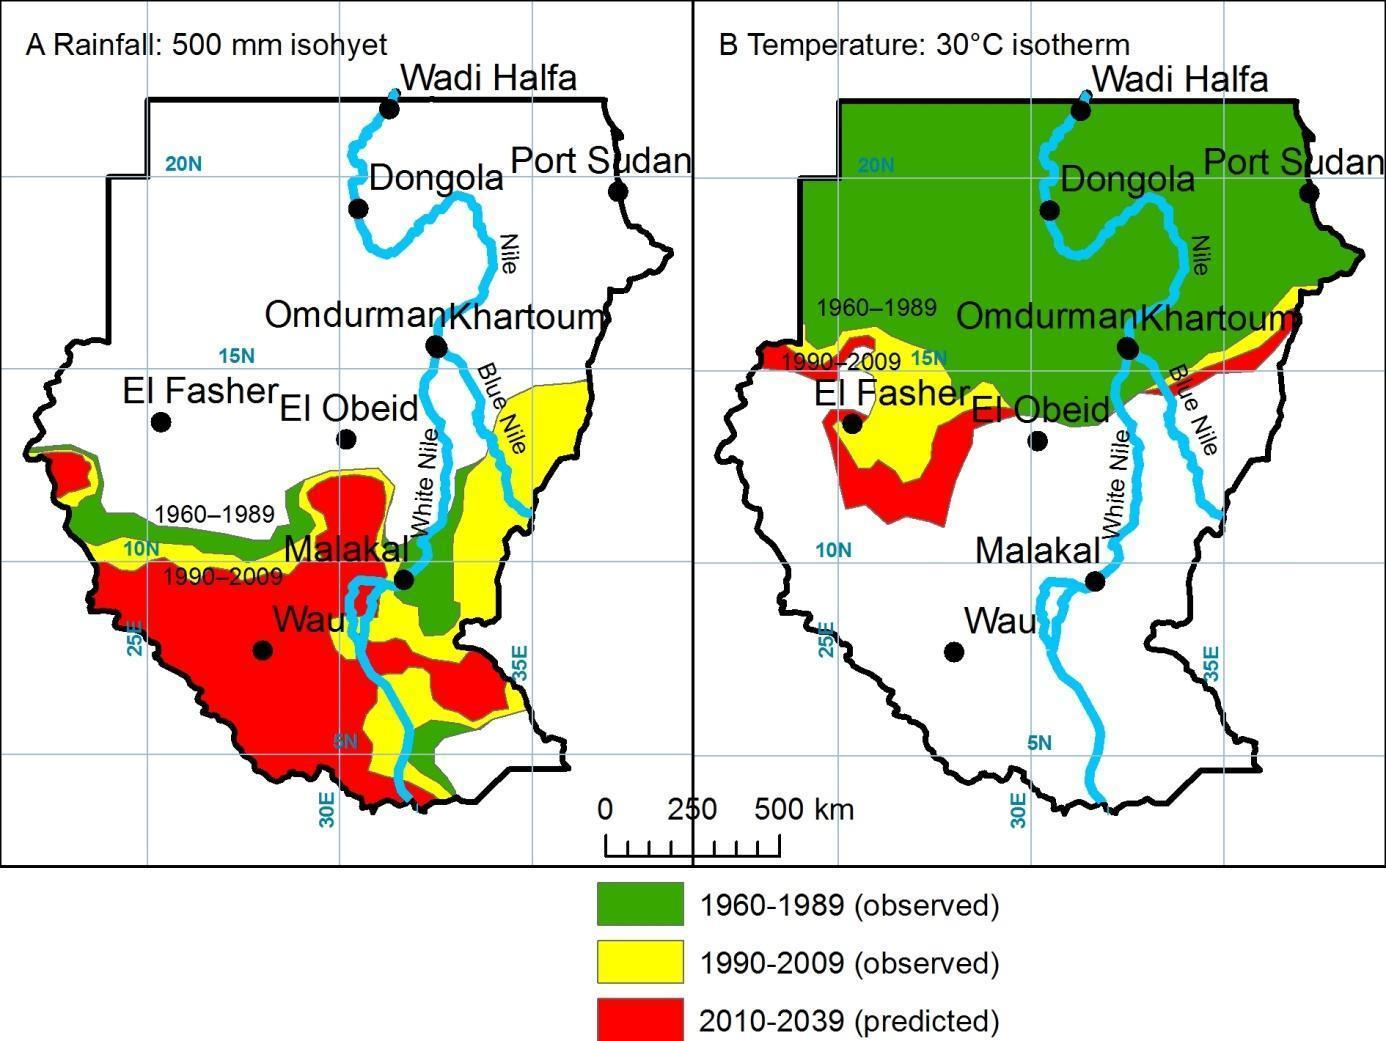 A Rainfall: 500 mm isohyet
Wadi Halfa
20N
Port Sudan
Dongola
Nile
Omdurman
Khartoum
15N
El Fasher
El Obeid
Blue Nile
White Nile
1960–1989
10N
Malakal
1990–2009
Wau
25E
35E
5N
30E
B Temperature: 30°C isotherm
Wadi Halfa
20N
Port Sudan
Dongola
Nile
1960–1989
Omdurman
Khartoum
1990–2009
15N
El Fasher
El Obeid
Blue Nile
White Nile
10N
Malakal
Wau
25E
35E
5N
30E
0 250 500 km
1960-1989 (observed)
1990-2009 (observed)
2010-2039 (predicted)